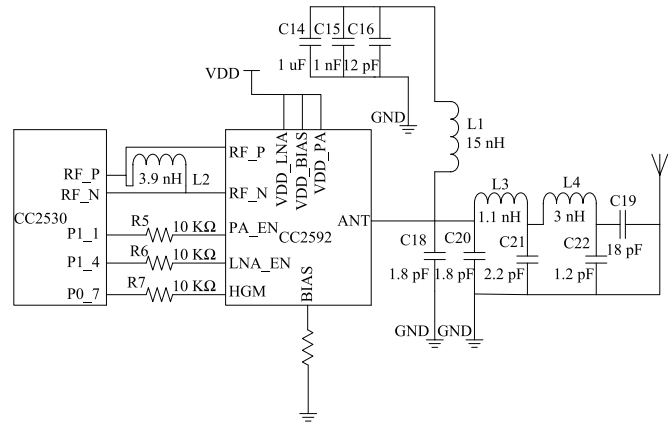 C14 C15 C16
1 uF 1 nF 12 pF
VDD
GND
L1
15 nH
VDD_LNA
VDD_BIAS
VDD_PA
RF_P
RF_P
3.9 nH
L2
RF_N
RF_N
CC2530
CC2592
ANT
L3
1.1 nH
L4
3 nH
C19
18 pF
P1_1
R5
10 KΩ
PA_EN
P1_4
R6
10 KΩ
LNA_EN
P0_7
R7
10 KΩ
HGM
BIAS
C18
1.8 pF
C20
1.8 pF
C21
2.2 pF
C22
1.2 pF
GND
GND